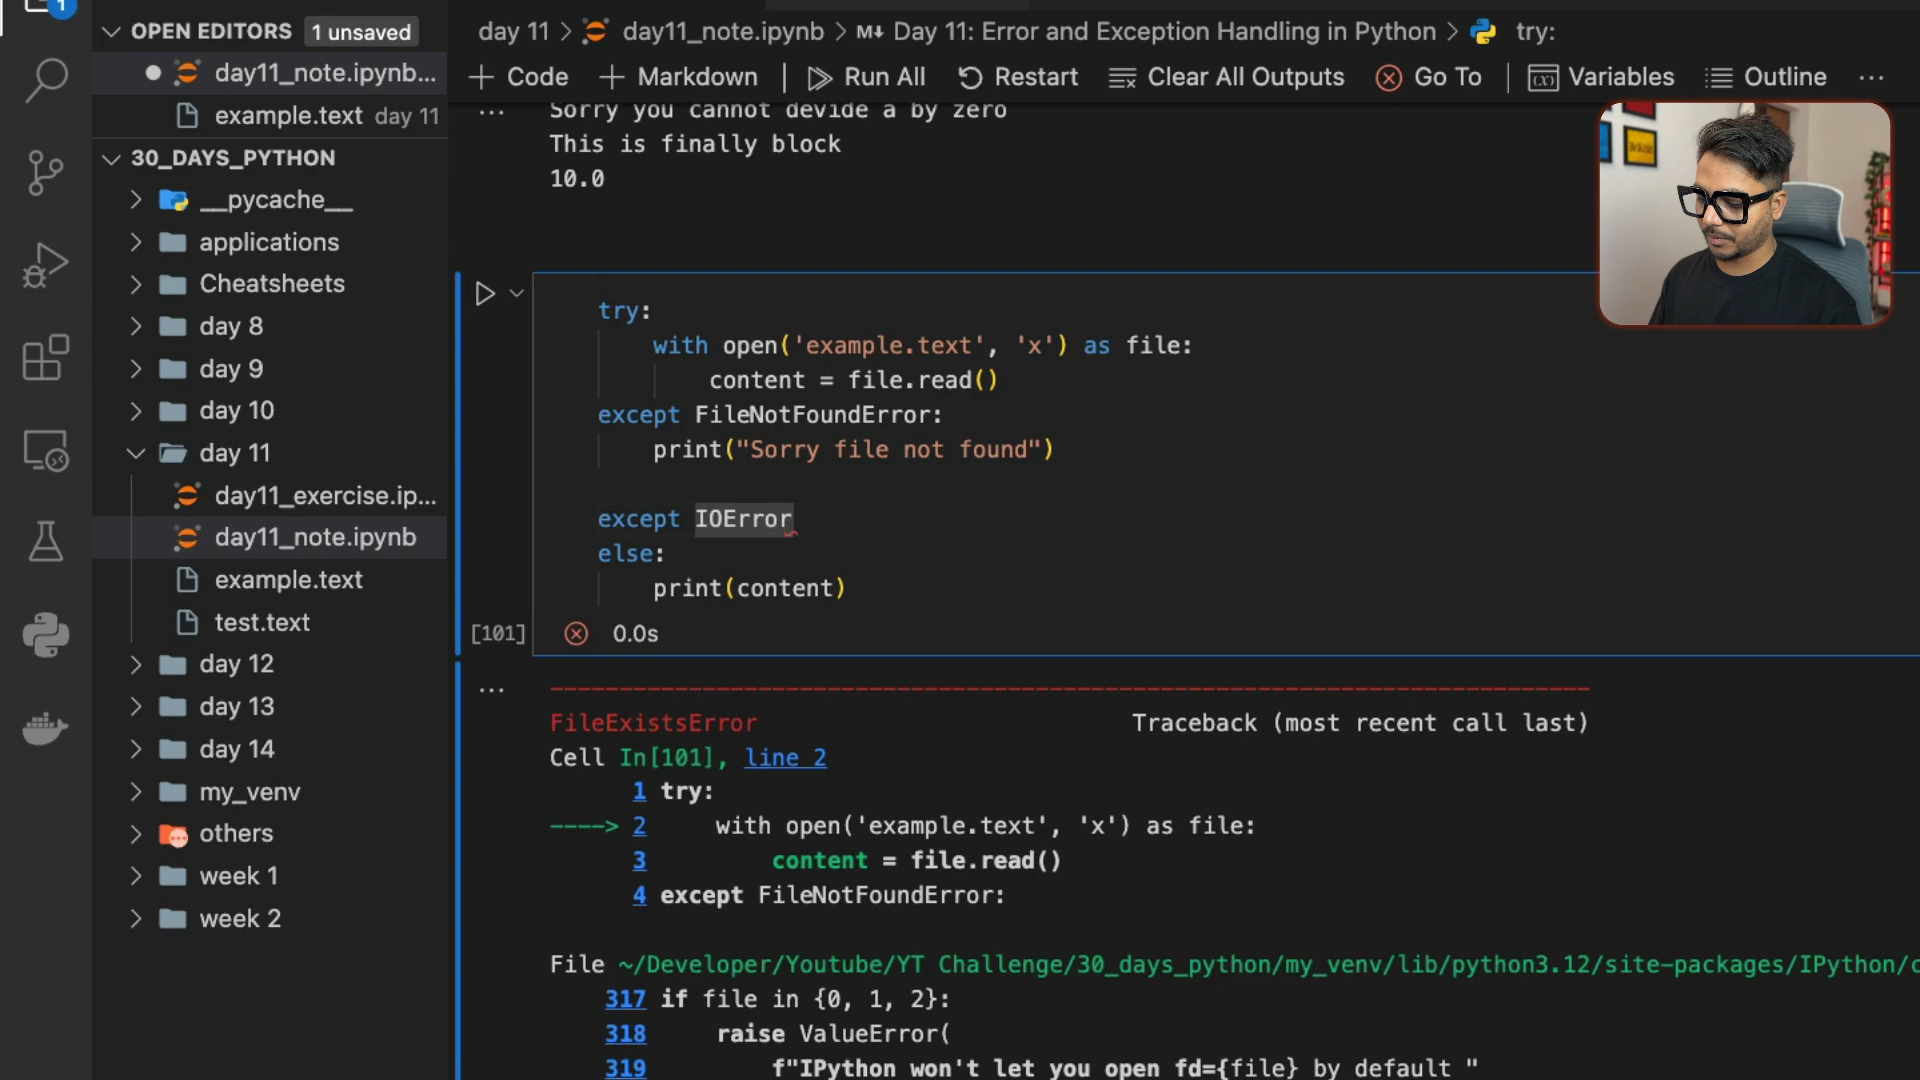 1
OPEN EDITORS 1 unsaved
day11_note.ipynb...
example.text day 11
30_DAYS_PYTHON
__pycache__
applications
Cheatsheets
day 8
day 9
day 10
day 11
day11_exercise.ip...
day11_note.ipynb
example.text
test.text
day 12
day 13
day 14
my_venv
others
week 1
week 2
day 11 > day11_note.ipynb > M↓ Day 11: Error and Exception Handling in Python > try:
+ Code + Markdown | Run All Restart Clear All Outputs Go To | Variables Outline ...
... Sorry you cannot devide a by zero
This is finally block
10.0
try:
with open('example.text', 'x') as file:
content = file.read()
except FileNotFoundError:
print("Sorry file not found")
except IOError
else:
print(content)
[101] 0.0s
...
FileExistsError Traceback (most recent call last)
Cell In[101], line 2
1 try:
----> 2 with open('example.text', 'x') as file:
3 content = file.read()
4 except FileNotFoundError:
File ~/Developer/Youtube/YT Challenge/30_days_python/my_venv/lib/python3.12/site-packages/IPython/c
317 if file in {0, 1, 2}:
318 raise ValueError(
319 f"IPython won't let you open fd={file} by default "